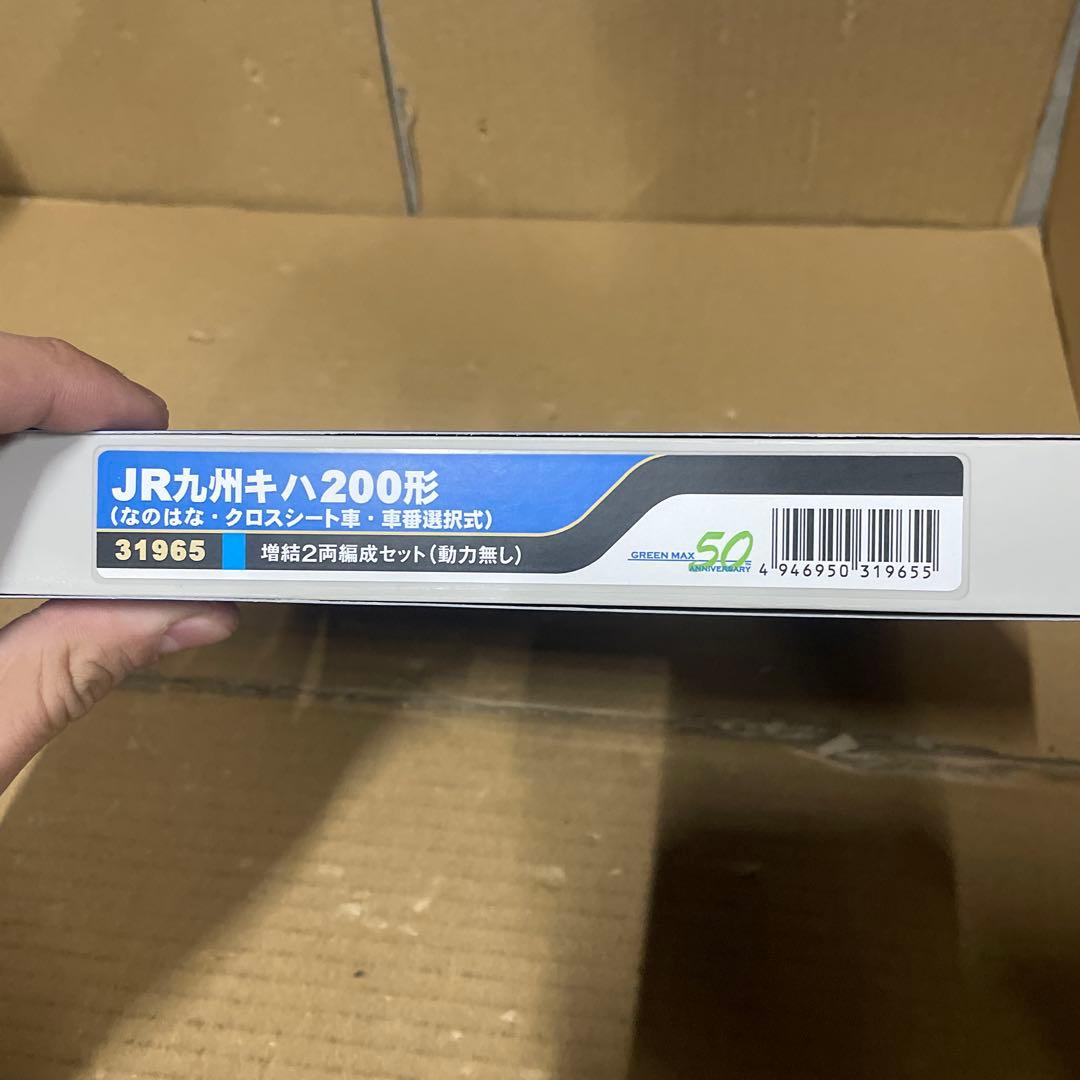 JR九州キハ200形
(なのはな・クロスシート車・車番選択式)
31965 増結2両編成セット(動力無し)
GREEN MAX 50th ANNIVERSARY
4 946950 319655